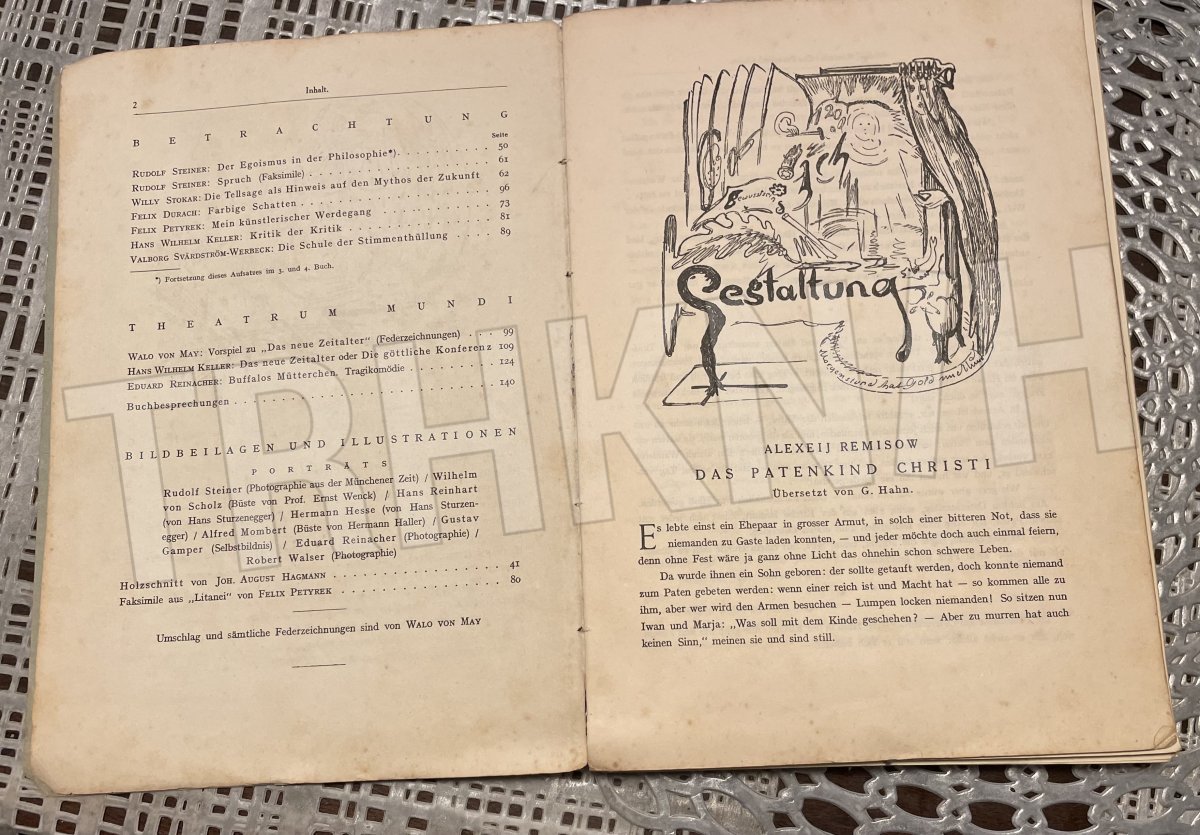 2
Inhalt.
BETRACHTUNG
Seite
RUDOLF STEINER: Der Egoismus in der Philosophie*) . . . . . . . . . 50
RUDOLF STEINER: Spruch (Faksimile) . . . . . . . . . . . . . . . . 61
WILLY STOKAR: Die Tellsage als Hinweis auf den Mythos der Zukunft 62
FELIX DURACH: Farbige Schatten . . . . . . . . . . . . . . . . . . 96
FELIX PETYREK: Mein künstlerischer Werdegang . . . . . . . . . . . 73
HANS WILHELM KELLER: Kritik der Kritik . . . . . . . . . . . . . . 81
VALBORG SVÄRDSTRÖM-WERBECK: Die Schule der Stimmenthüllung . . . . 89
*) Fortsetzung dieses Aufsatzes im 3. und 4. Buch.
THEATRUM MUNDI
WALO VON MAY: Vorspiel zu „Das neue Zeitalter“ (Federzeichnungen) . . . 99
HANS WILHELM KELLER: Das neue Zeitalter oder Die göttliche Konferenz 109
EDUARD REINACHER: Buffalos Mütterchen. Tragikomödie . . . . . . . . 124
Buchbesprechungen . . . . . . . . . . . . . . . . . . . . . . . . 140
BILDBEILAGEN UND ILLUSTRATIONEN
PORTRÄTS
Rudolf Steiner (Photographie aus der Münchener Zeit) / Wilhelm
von Scholz (Büste von Prof. Ernst Wenck) / Hans Reinhart
(von Hans Sturzenegger) / Hermann Hesse (von Hans Sturzen-
egger) / Alfred Mombert (Büste von Hermann Haller) / Gustav
Gamper (Selbstbildnis) / Eduard Reinacher (Photographie) /
Robert Walser (Photographie)
Holzschnitt von JOH. AUGUST HAGMANN . . . . . . . . . . . . . . . . 41
Faksimile aus „Litanei“ von FELIX PETYREK . . . . . . . . . . . . . 80
Umschlag und sämtliche Federzeichnungen sind von WALO VON MAY
Ich
Bewusstsein
Gestaltung
Morgenstund hat Gold im Mund
ALEXEIJ REMISOW
DAS PATENKIND CHRISTI
Übersetzt von G. Hahn.
Es lebte einst ein Ehepaar in grosser Armut, in solch einer bitteren Not, dass sie
niemanden zu Gaste laden konnten, — und jeder möchte doch auch einmal feiern,
denn ohne Fest wäre ja ganz ohne Licht das ohnehin schon schwere Leben.
Da wurde ihnen ein Sohn geboren: der sollte getauft werden, doch konnte niemand
zum Paten gebeten werden: wenn einer reich ist und Macht hat — so kommen alle zu
ihm, aber wer wird den Armen besuchen — Lumpen locken niemanden! So sitzen nun
Iwan und Marja: „Was soll mit dem Kinde geschehen? — Aber zu murren hat auch
keinen Sinn,“ meinen sie und sind still.
TRHKNIH